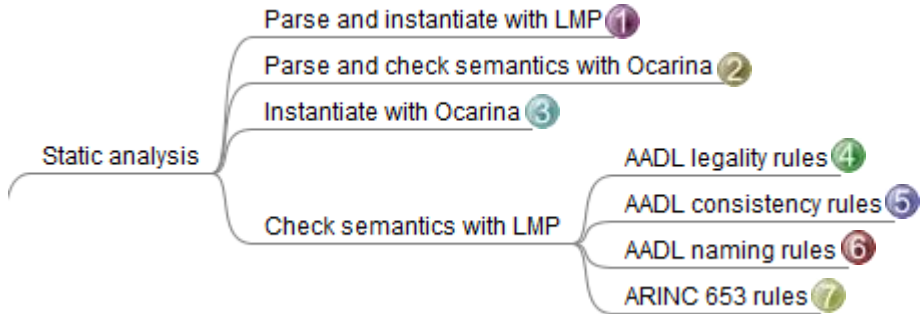 Parse and instantiate with LMP 1
Parse and check semantics with Ocarina 2
Instantiate with Ocarina 3
Static analysis
AADL legality rules 4
AADL consistency rules 5
Check semantics with LMP
AADL naming rules 6
ARINC 653 rules 7